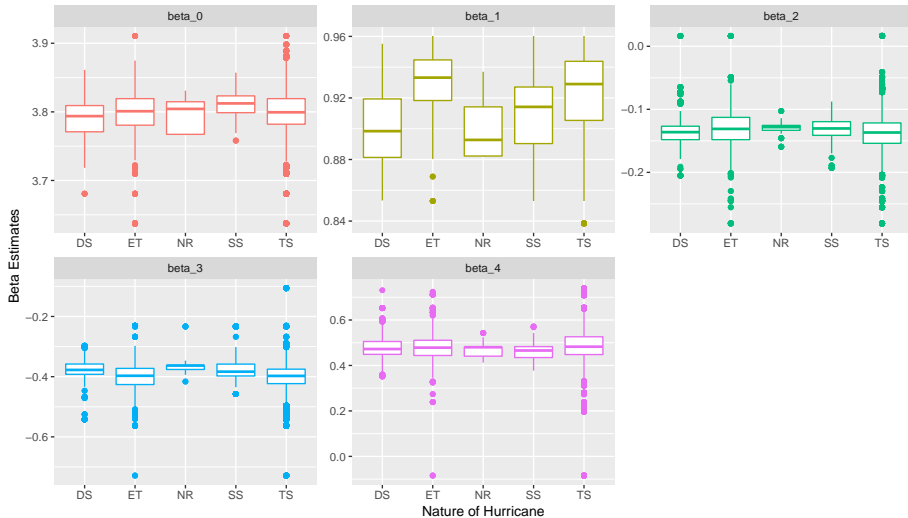 beta_0 beta_1 beta_2
3.9
3.8
3.7
0.96
0.92
0.88
0.84
0.0
−0.1
−0.2
DS ET NR SS TS
DS ET NR SS TS
DS ET NR SS TS
beta_3 beta_4
−0.2
−0.4
−0.6
0.6
0.4
0.2
0.0
DS ET NR SS TS
DS ET NR SS TS
Beta Estimates
Nature of Hurricane